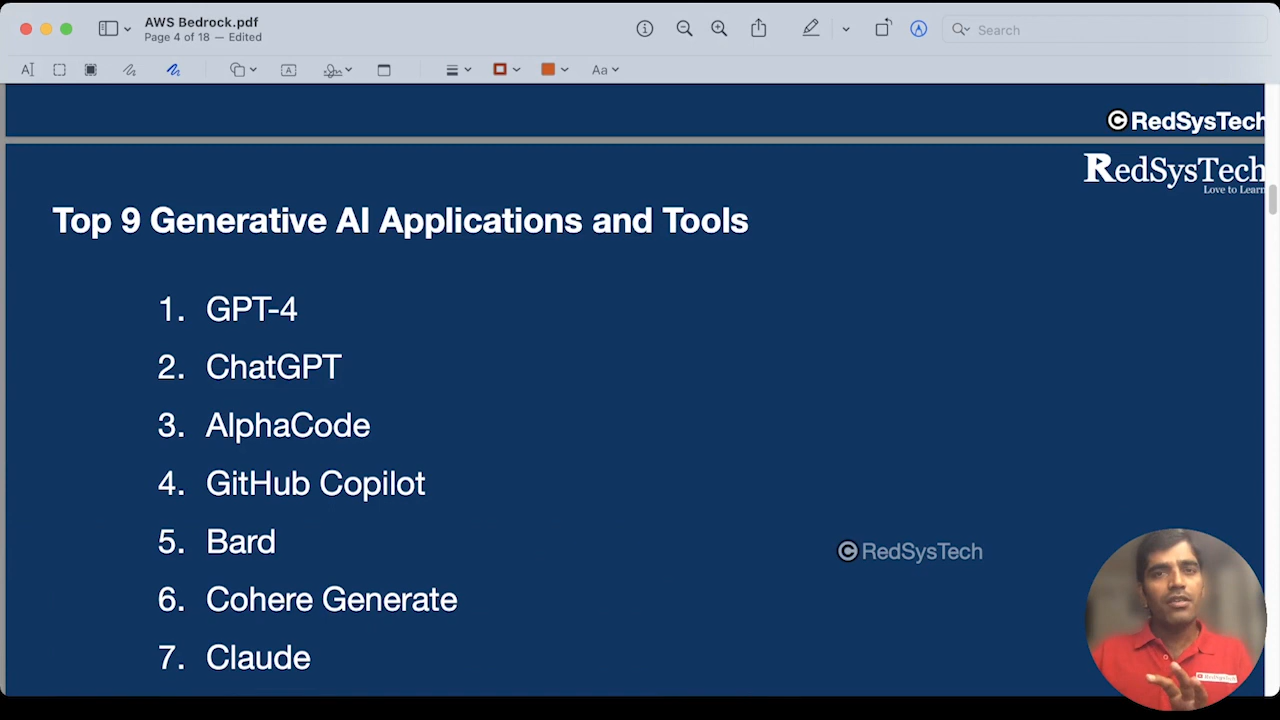 AWS Bedrock.pdf
Page 4 of 18 — Edited
Search
A
Aa
© RedSysTech
RedSysTech
Love to Learn
Top 9 Generative AI Applications and Tools
1. GPT-4
2. ChatGPT
3. AlphaCode
4. GitHub Copilot
5. Bard
© RedSysTech
6. Cohere Generate
7. Claude
RedSysTech